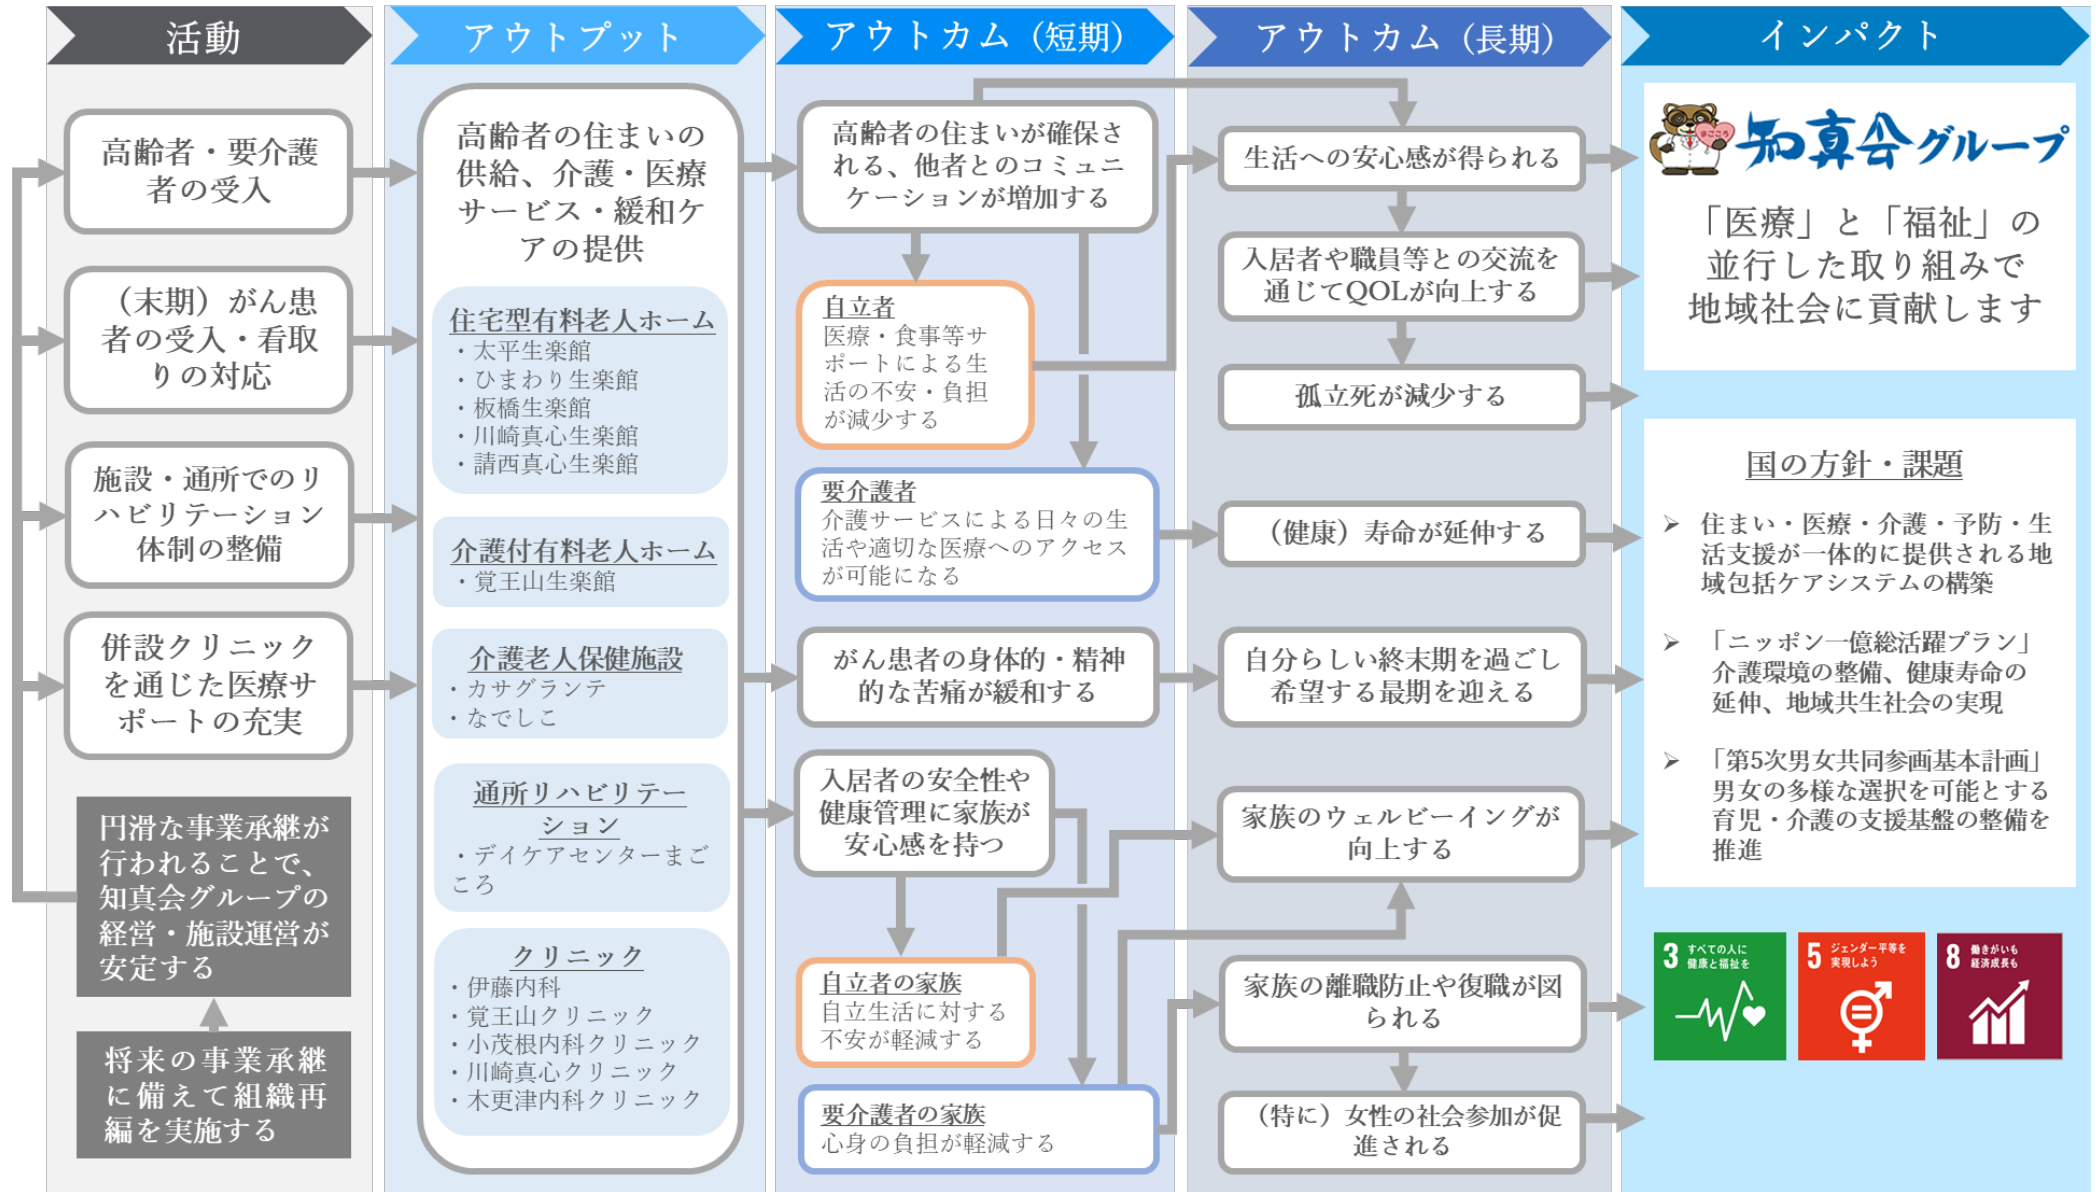 活動
高齢者・要介護
者の受入
（末期）がん患
者の受入・看取
りの対応
施設・通所でのリ
ハビリテーション
体制の整備
併設クリニック
を通じた医療サ
ポートの充実
円滑な事業承継が
行われることで、
知真会グループの
経営・施設運営が
安定する
将来の事業承継
に備えて組織再
編を実施する
アウトプット
高齢者の住まいの
供給、介護・医療
サービス・緩和ケ
アの提供
住宅型有料老人ホーム
・太平生楽館
・ひまわり生楽館
・板橋生楽館
・川崎真心生楽館
・請西真心生楽館
介護付有料老人ホーム
・覚王山生楽館
介護老人保健施設
・カサグランテ
・なでしこ
通所リハビリテー
ション
・デイケアセンターまご
ころ
クリニック
・伊藤内科
・覚王山クリニック
・小茂根内科クリニック
・川崎真心クリニック
・木更津内科クリニック
アウトカム（短期）
高齢者の住まいが確保さ
れる、他者とのコミュニ
ケーションが増加する
自立者
医療・食事等サ
ポートによる生
活の不安・負担
が減少する
要介護者
介護サービスによる日々の生
活や適切な医療へのアクセス
が可能になる
がん患者の身体的・精神
的な苦痛が緩和する
入居者の安全性や
健康管理に家族が
安心感を持つ
自立者の家族
自立生活に対する
不安が軽減する
要介護者の家族
心身の負担が軽減する
アウトカム（長期）
生活への安心感が得られる
入居者や職員等との交流を
通じてQOLが向上する
孤立死が減少する
（健康）寿命が延伸する
自分らしい終末期を過ごし
希望する最期を迎える
家族のウェルビーイングが
向上する
家族の離職防止や復職が図
られる
（特に）女性の社会参加が促
進される
インパクト
@こころ
知真会グループ
「医療」と「福祉」の
並行した取り組みで
地域社会に貢献します
国の方針・課題
➢ 住まい・医療・介護・予防・生
活支援が一体的に提供される地
域包括ケアシステムの構築
➢ 「ニッポン一億総活躍プラン」
介護環境の整備、健康寿命の
延伸、地域共生社会の実現
➢ 「第5次男女共同参画基本計画」
男女の多様な選択を可能とする
育児・介護の支援基盤の整備を
推進
3 すべての人に
健康と福祉を
5 ジェンダー平等を
実現しよう
8 働きがいも
経済成長も